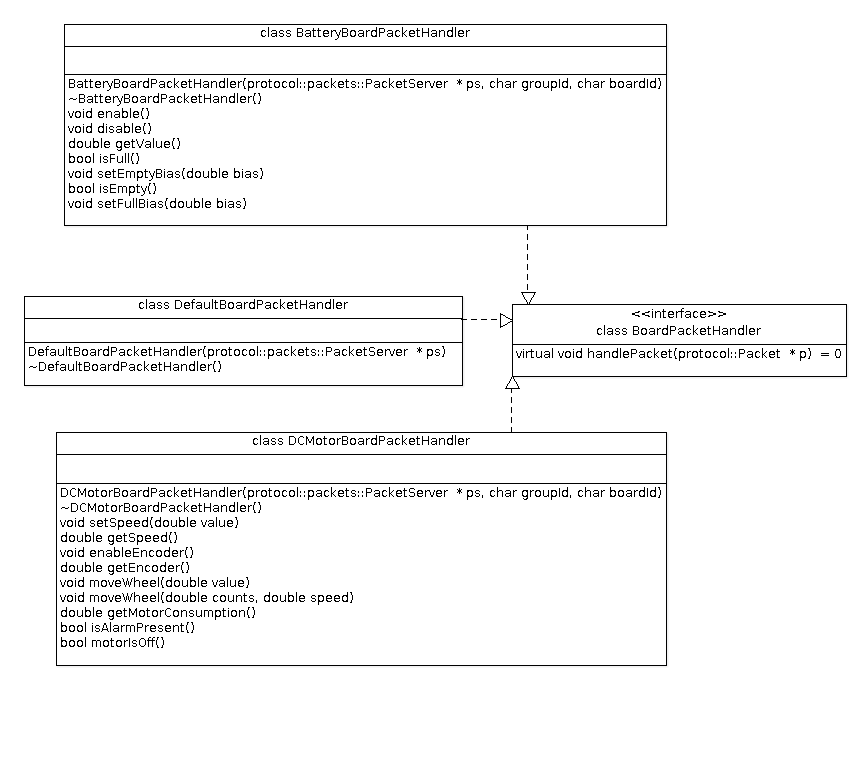 class BatteryBoardPacketHandler
BatteryBoardPacketHandler(protocol::packets::PacketServer * ps, char groupId, char boardId)
~BatteryBoardPacketHandler()
void enable()
void disable()
double getValue()
bool isFull()
void setEmptyBias(double bias)
bool isEmpty()
void setFullBias(double bias)
class DefaultBoardPacketHandler
DefaultBoardPacketHandler(protocol::packets::PacketServer * ps)
~DefaultBoardPacketHandler()
<<interface>>
class BoardPacketHandler
virtual void handlePacket(protocol::Packet * p) = 0
class DCMotorBoardPacketHandler
DCMotorBoardPacketHandler(protocol::packets::PacketServer * ps, char groupId, char boardId)
~DCMotorBoardPacketHandler()
void setSpeed(double value)
double getSpeed()
void enableEncoder()
double getEncoder()
void moveWheel(double value)
void moveWheel(double counts, double speed)
double getMotorConsumption()
bool isAlarmPresent()
bool motorIsOff()